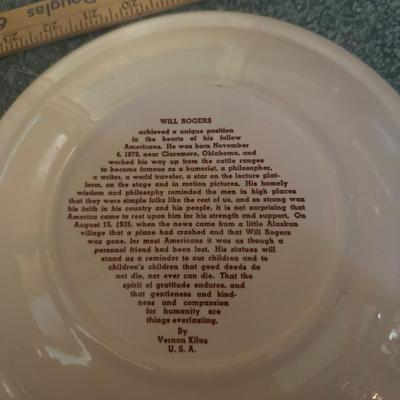 Douglas
WILL ROGERS
achieved a unique position
in the hearts of his fellow
Americans. He was born November
4, 1879, near Claremore, Oklahoma, and
worked his way up from the cattle ranges
to become famous as a humorist, a philosopher,
a writer, a world traveler, a star on the lecture plat-
form, on the stage and in motion pictures. His homely
wisdom and philosophy reminded the men in high places
that they were simple folks like the rest of us, and so strong was
his faith in his country and his people, it is not surprising that
America came to rest upon him for his strength and support. On
August 15, 1935, when the news came from a little Alaskan
village that a plane had crashed and that Will Rogers
was gone, for most Americans it was as though a
personal friend had been lost. His statues will
stand as a reminder to our children and to
children's children that good deeds do
not die, nor ever can die. That the
spirit of gratitude endures, and
that gentleness and kind-
ness and compassion
for humanity are
things everlasting.
By
Vernon Kilns
U. S. A.